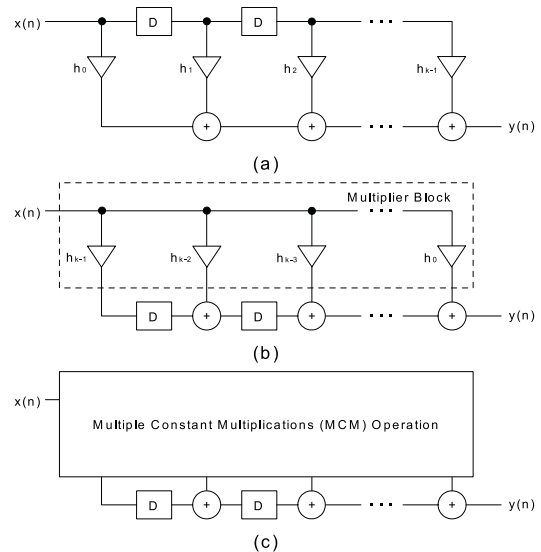 x(n) D D
h0 h1 h2 hk-1
+ + + y(n)
(a)
Multiplier Block
x(n)
hk-1 hk-2 hk-3 h0
D + D + + y(n)
(b)
x(n)
Multiple Constant Multiplications (MCM) Operation
D + D + + y(n)
(c)